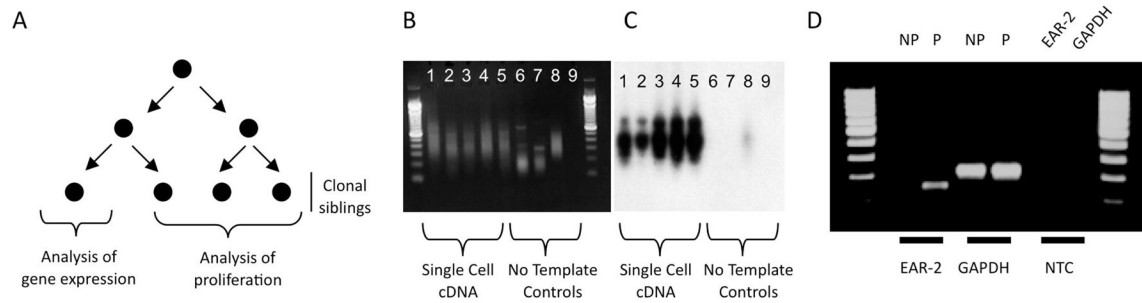 A
Clonal
siblings
Analysis of
gene expression
Analysis of
proliferation
B
1 2 3 4 5 6 7 8 9
Single Cell
cDNA
No Template
Controls
C
1 2 3 4 5 6 7 8 9
Single Cell
cDNA
No Template
Controls
D
NP P NP P EAR-2 GAPDH
EAR-2 GAPDH NTC